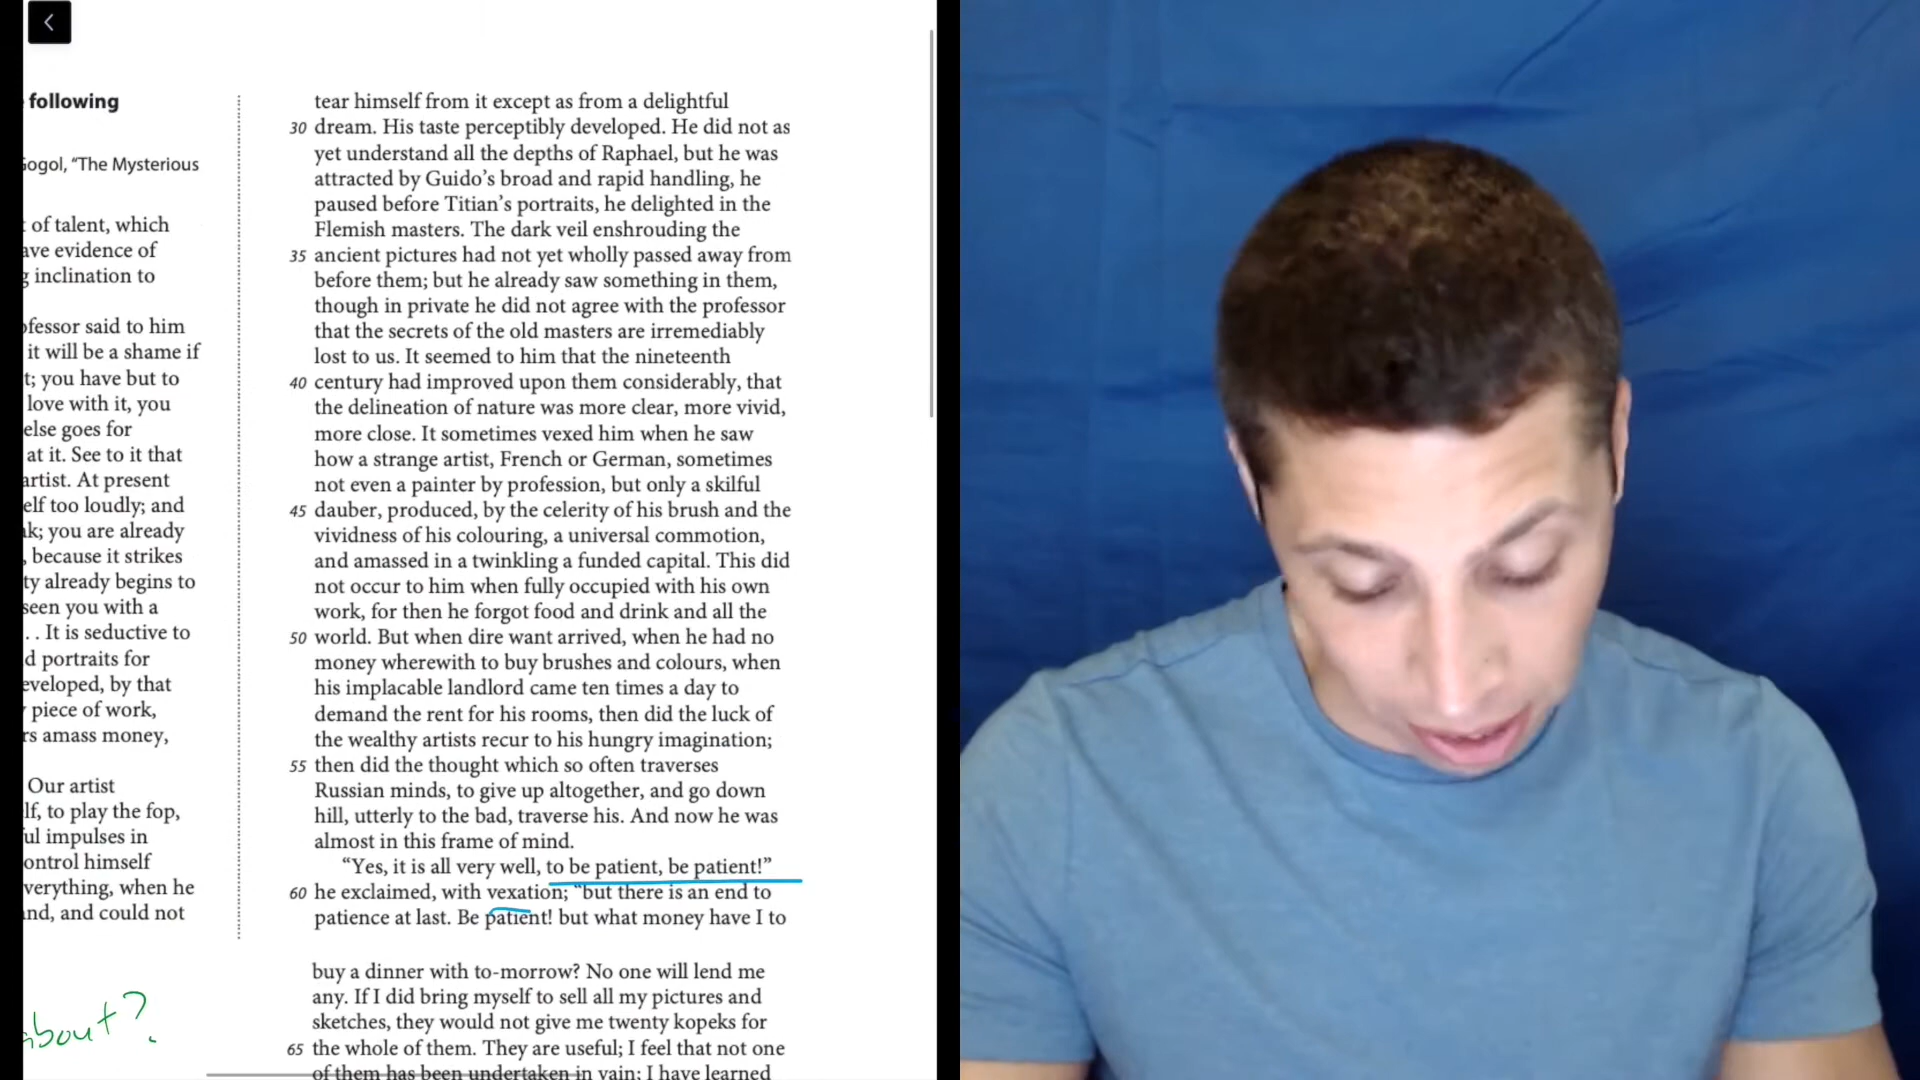 following
Gogol, “The Mysterious
of talent, which
ave evidence of
inclination to
fessor said to him
it will be a shame if
t; you have but to
love with it, you
else goes for
at it. See to it that
artist. At present
elf too loudly; and
k; you are already
, because it strikes
ty already begins to
seen you with a
. . It is seductive to
d portraits for
eveloped, by that
piece of work,
rs amass money,
Our artist
lf, to play the fop,
ul impulses in
ontrol himself
verything, when he
nd, and could not
about?
tear himself from it except as from a delightful
30 dream. His taste perceptibly developed. He did not as
yet understand all the depths of Raphael, but he was
attracted by Guido’s broad and rapid handling, he
paused before Titian’s portraits, he delighted in the
Flemish masters. The dark veil enshrouding the
35 ancient pictures had not yet wholly passed away from
before them; but he already saw something in them,
though in private he did not agree with the professor
that the secrets of the old masters are irremediably
lost to us. It seemed to him that the nineteenth
40 century had improved upon them considerably, that
the delineation of nature was more clear, more vivid,
more close. It sometimes vexed him when he saw
how a strange artist, French or German, sometimes
not even a painter by profession, but only a skilful
45 dauber, produced, by the celerity of his brush and the
vividness of his colouring, a universal commotion,
and amassed in a twinkling a funded capital. This did
not occur to him when fully occupied with his own
work, for then he forgot food and drink and all the
50 world. But when dire want arrived, when he had no
money wherewith to buy brushes and colours, when
his implacable landlord came ten times a day to
demand the rent for his rooms, then did the luck of
the wealthy artists recur to his hungry imagination;
55 then did the thought which so often traverses
Russian minds, to give up altogether, and go down
hill, utterly to the bad, traverse his. And now he was
almost in this frame of mind.
“Yes, it is all very well, to be patient, be patient!”
60 he exclaimed, with vexation; “but there is an end to
patience at last. Be patient! but what money have I to
buy a dinner with to-morrow? No one will lend me
any. If I did bring myself to sell all my pictures and
sketches, they would not give me twenty kopeks for
65 the whole of them. They are useful; I feel that not one
of them has been undertaken in vain; I have learned